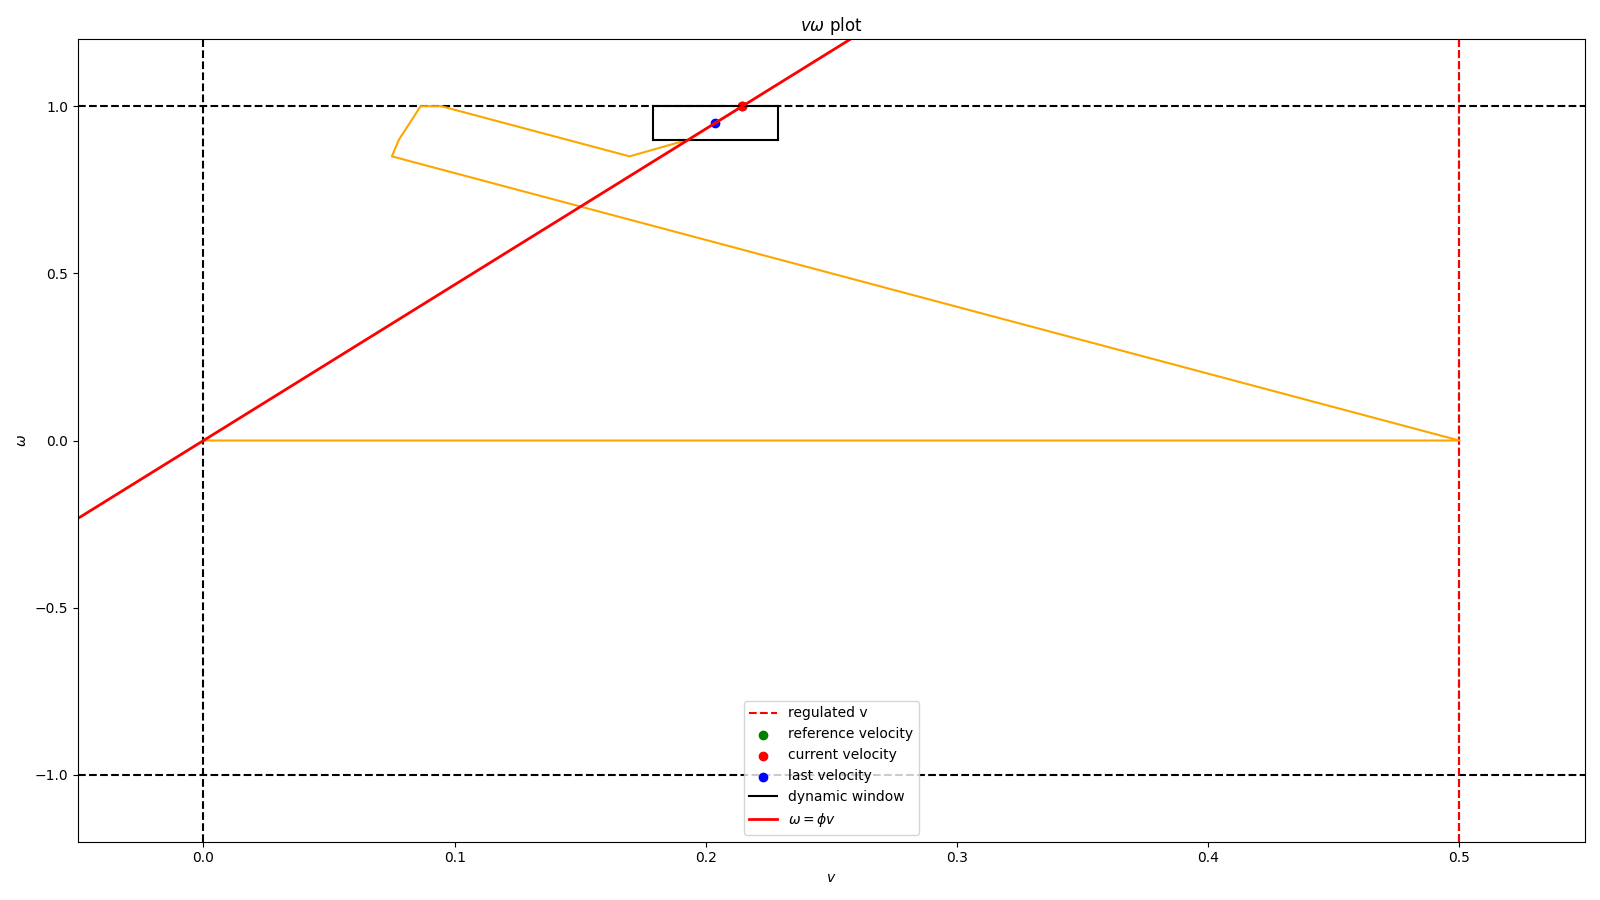 vω plot
ω
1.0
0.5
0.0
−0.5
−1.0
0.0 0.1 0.2 0.3 0.4 0.5
v
regulated v
reference velocity
current velocity
last velocity
dynamic window
ω = ϕv